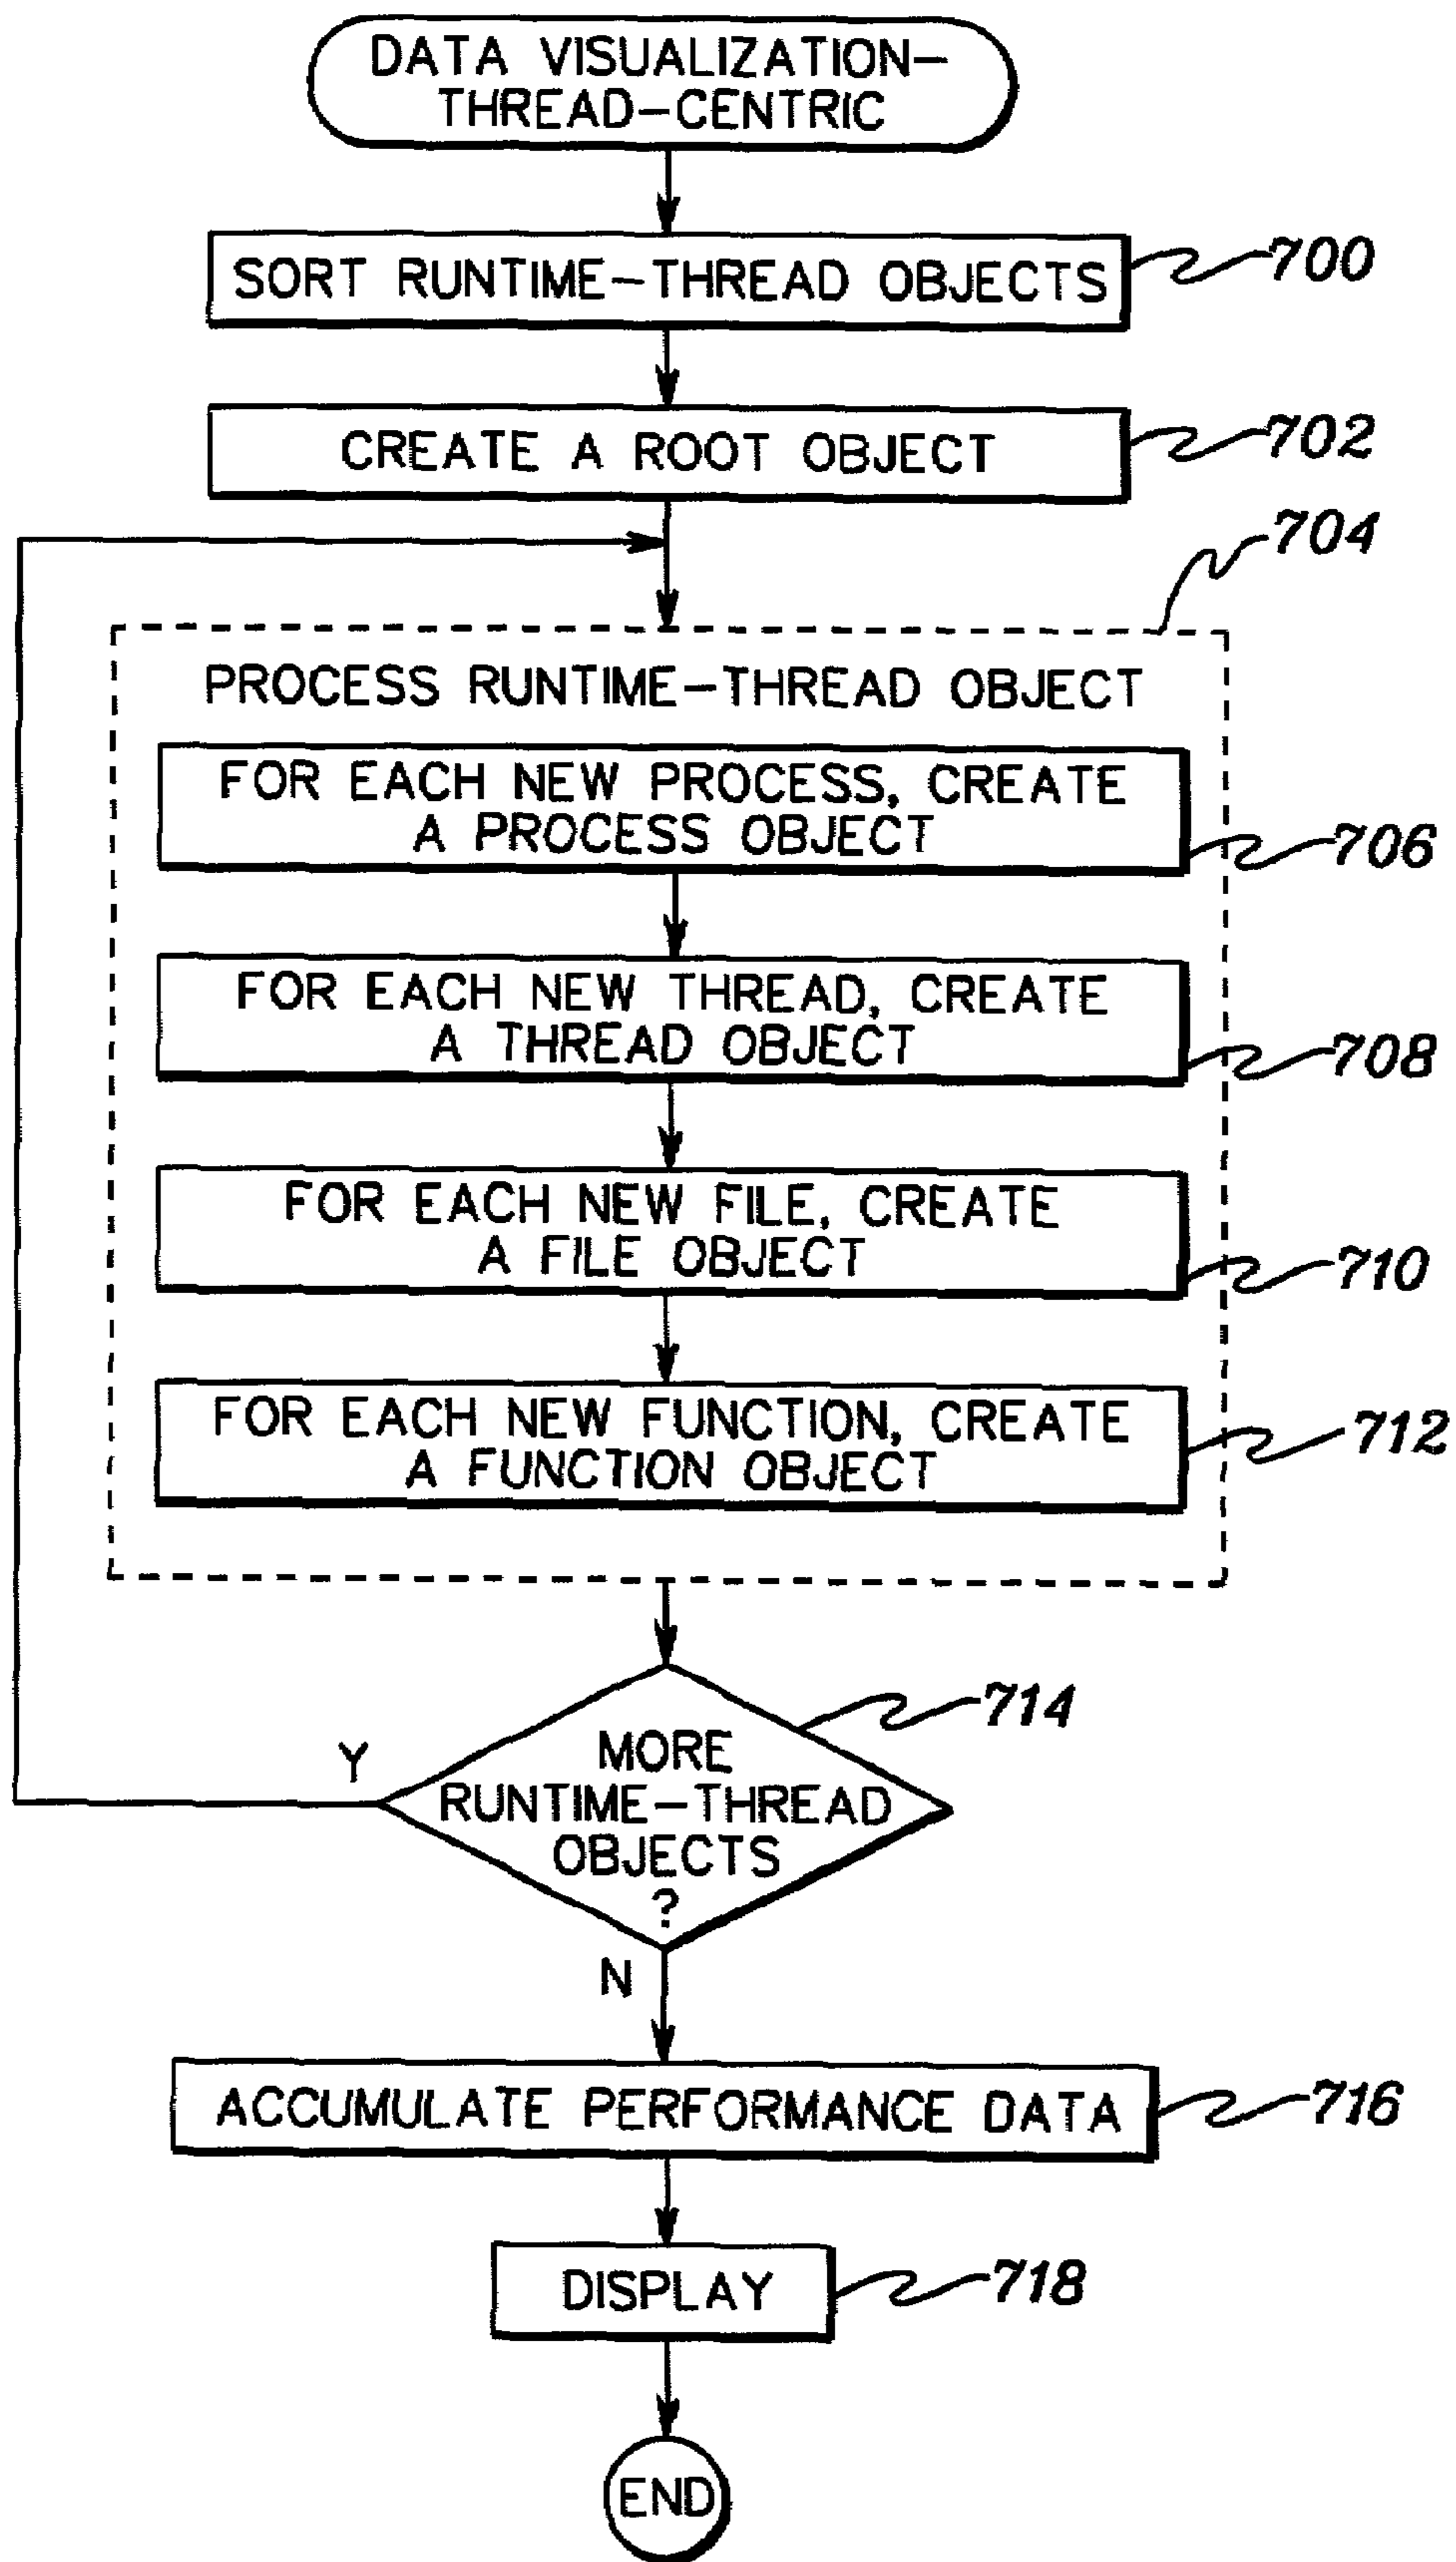 DATA VISUALIZATION—
THREAD—CENTRIC
SORT RUNTIME—THREAD OBJECTS
700
CREATE A ROOT OBJECT
702
704
PROCESS RUNTIME—THREAD OBJECT
FOR EACH NEW PROCESS, CREATE
A PROCESS OBJECT
706
FOR EACH NEW THREAD, CREATE
A THREAD OBJECT
708
FOR EACH NEW FILE, CREATE
A FILE OBJECT
710
FOR EACH NEW FUNCTION, CREATE
A FUNCTION OBJECT
712
714
Y
MORE
RUNTIME—THREAD
OBJECTS
?
N
ACCUMULATE PERFORMANCE DATA
716
DISPLAY
718
END